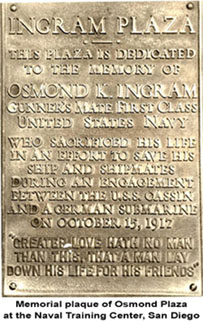 INGRAM PLAZA
THIS PLAZA IS DEDICATED
TO THE MEMORY OF
OSMOND K. INGRAM
GUNNER'S MATE FIRST CLASS
UNITED STATES NAVY
WHO SACRIFICED HIS LIFE
IN AN EFFORT TO SAVE HIS
SHIP AND SHIPMATES
DURING AN ENGAGEMENT
BETWEEN THE U.S.S. CASSIN
AND A GERMAN SUBMARINE
ON OCTOBER 15, 1917
"GREATER LOVE HATH NO MAN
THAN THIS, THAT A MAN LAY
DOWN HIS LIFE FOR HIS FRIENDS"
Memorial plaque of Osmond Plaza
at the Naval Training Center, San Diego